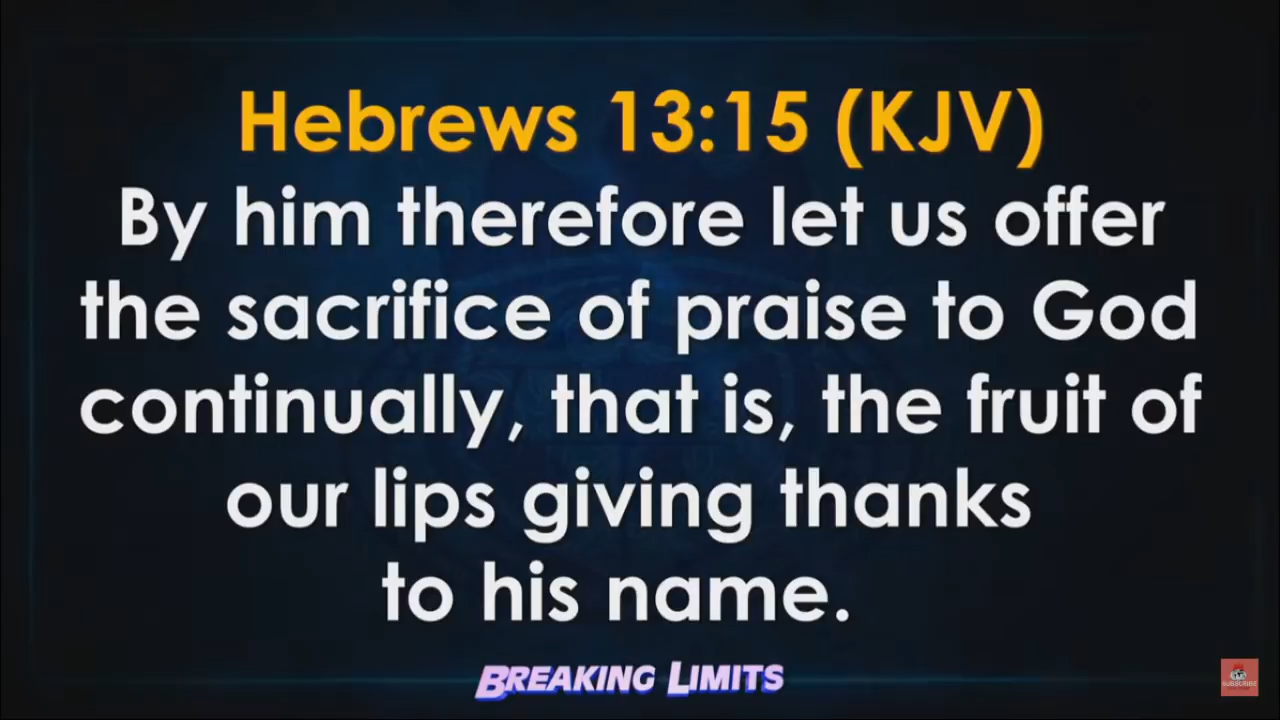 Hebrews 13:15 (KJV)
By him therefore let us offer
the sacrifice of praise to God
continually, that is, the fruit of
our lips giving thanks
to his name.
BREAKING LIMITS
SUBSCRIBE